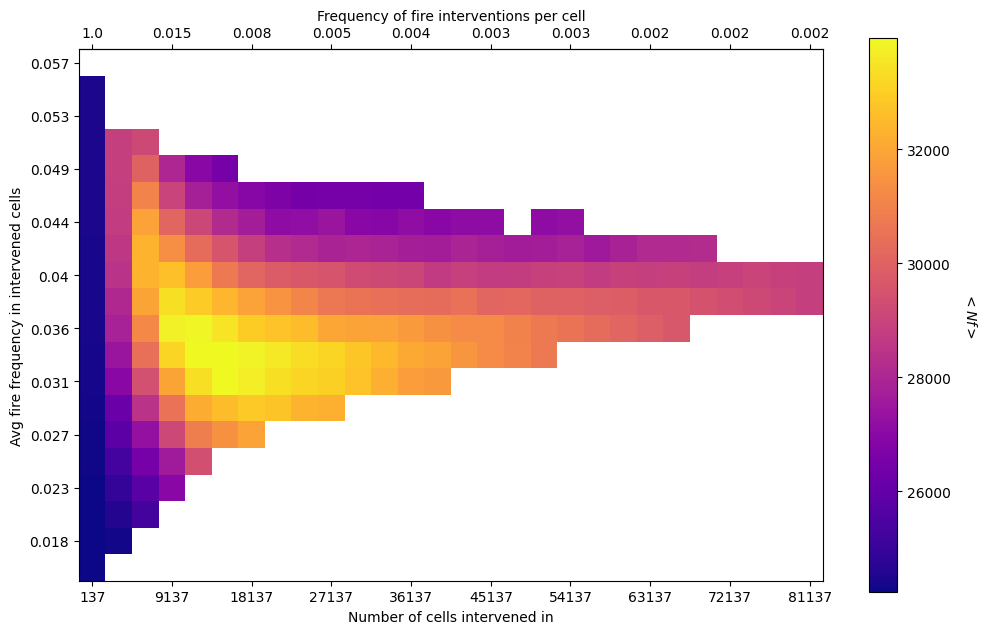 Frequency of fire interventions per cell
1.0 0.015 0.008 0.005 0.004 0.003 0.003 0.002 0.002 0.002
0.057
0.053
0.049
0.044
0.04
0.036
0.031
0.027
0.023
0.018
Avg fire frequency in intervened cells
137 9137 18137 27137 36137 45137 54137 63137 72137 81137
Number of cells intervened in
32000
30000
28000
26000
< Nf >